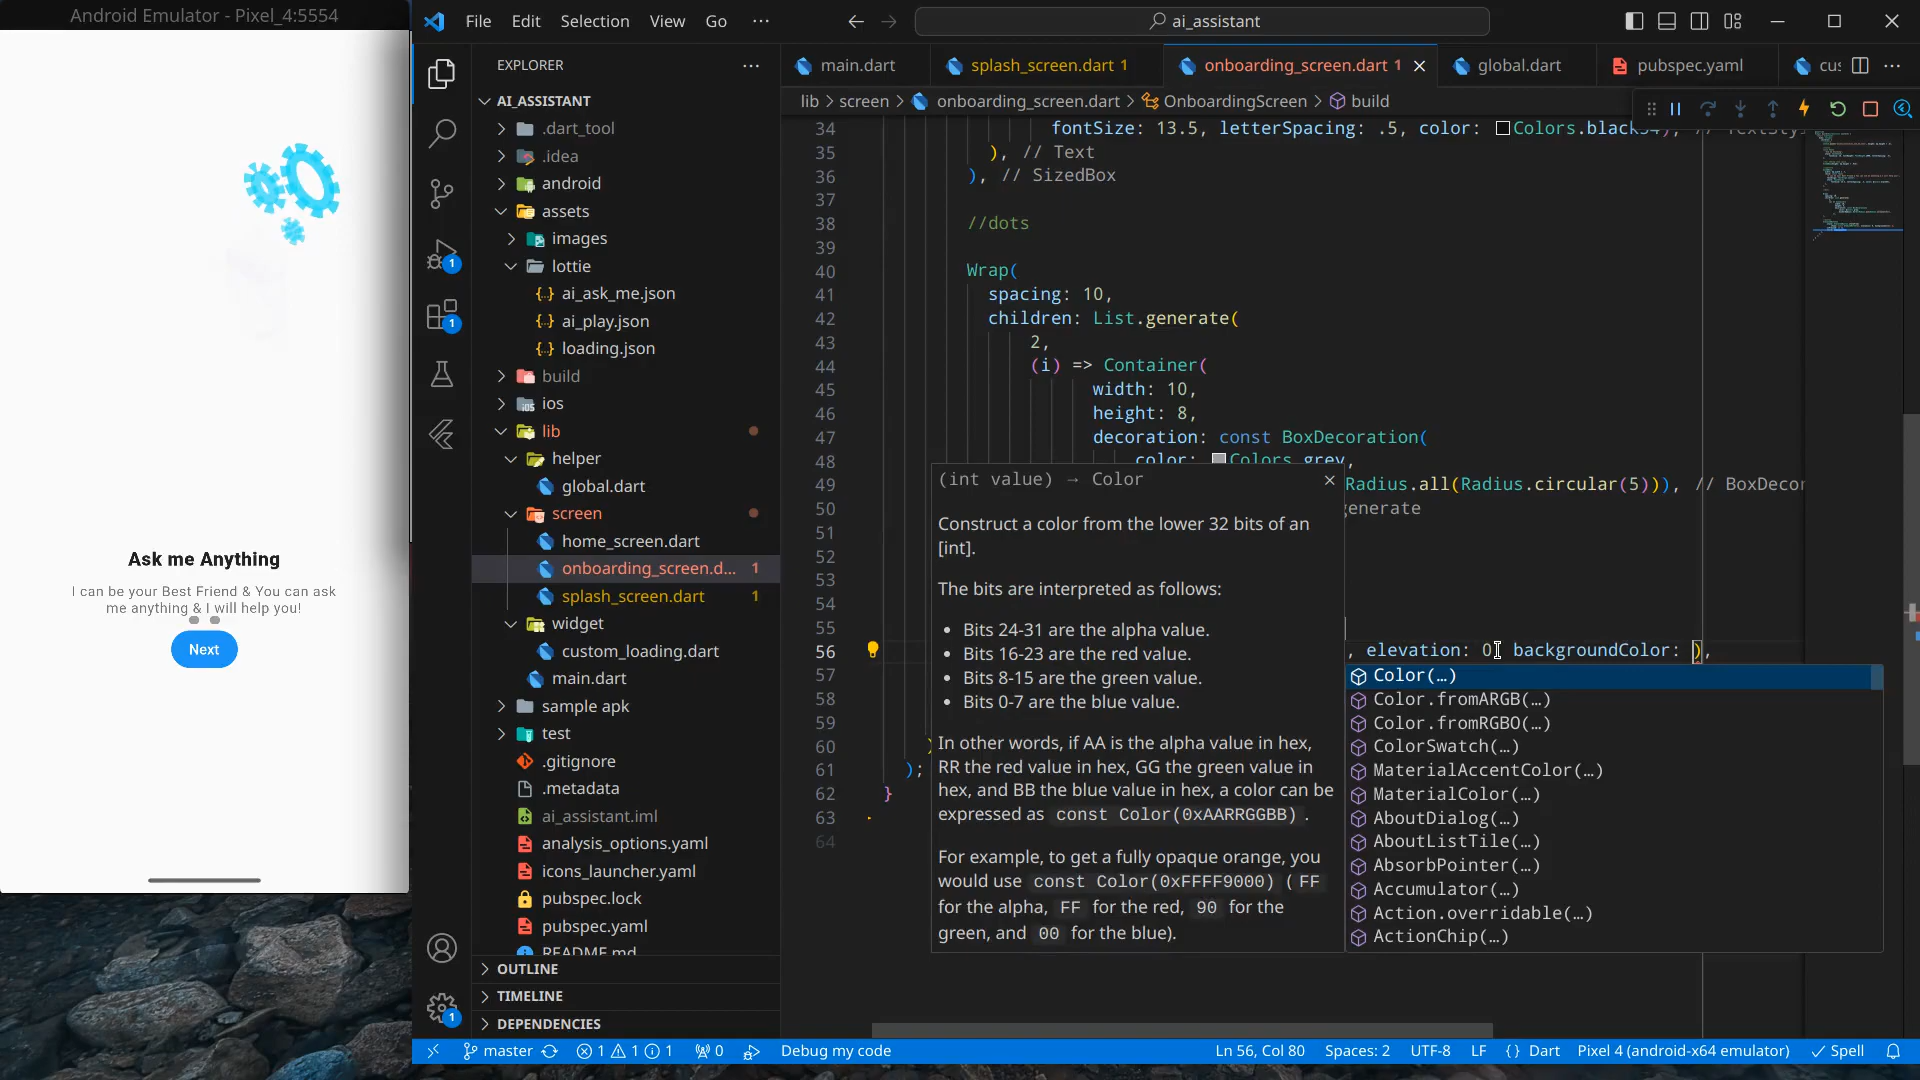 Android Emulator - Pixel_4:5554
Ask me Anything
I can be your Best Friend & You can ask
me anything & I will help you!
Next
File Edit Selection View Go ···
ai_assistant
EXPLORER
AI_ASSISTANT
.dart_tool
.idea
android
assets
images
lottie
ai_ask_me.json
ai_play.json
loading.json
build
ios
lib
helper
global.dart
screen
home_screen.dart
onboarding_screen.d... 1
splash_screen.dart 1
widget
custom_loading.dart
main.dart
sample apk
test
.gitignore
.metadata
ai_assistant.iml
analysis_options.yaml
icons_launcher.yaml
pubspec.lock
pubspec.yaml
README.md
OUTLINE
TIMELINE
DEPENDENCIES
1
1
1
main.dart splash_screen.dart 1 onboarding_screen.dart 1 global.dart pubspec.yaml cus
lib > screen > onboarding_screen.dart > OnboardingScreen > build
34 fontSize: 13.5, letterSpacing: .5, color: Colors.black54), // TextSty
35 ), // Text
36 ), // SizedBox
37
38 //dots
39
40 Wrap(
41 spacing: 10,
42 children: List.generate(
43 2,
44 (i) => Container(
45 width: 10,
46 height: 8,
47 decoration: const BoxDecoration(
48 color: Colors.grey,
49 Radius.all(Radius.circular(5))), // BoxDecor
50 generate
51
52
53
54
55
56 , elevation: 0, backgroundColor: ),
57
58
59
60 )
61 );
62 }
63
64
(int value) → Color
Construct a color from the lower 32 bits of an
[int].
The bits are interpreted as follows:
• Bits 24-31 are the alpha value.
• Bits 16-23 are the red value.
• Bits 8-15 are the green value.
• Bits 0-7 are the blue value.
In other words, if AA is the alpha value in hex,
RR the red value in hex, GG the green value in
hex, and BB the blue value in hex, a color can be
expressed as const Color(0xAARRGGBB) .
For example, to get a fully opaque orange, you
would use const Color(0xFFFF9000) ( FF
for the alpha, FF for the red, 90 for the
green, and 00 for the blue).
Color(…)
Color.fromARGB(…)
Color.fromRGBO(…)
ColorSwatch(…)
MaterialAccentColor(…)
MaterialColor(…)
AboutDialog(…)
AboutListTile(…)
AbsorbPointer(…)
Accumulator(…)
Action.overridable(…)
ActionChip(…)
master 1 1 1 0 Debug my code Ln 56, Col 80 Spaces: 2 UTF-8 LF {} Dart Pixel 4 (android-x64 emulator) Spell